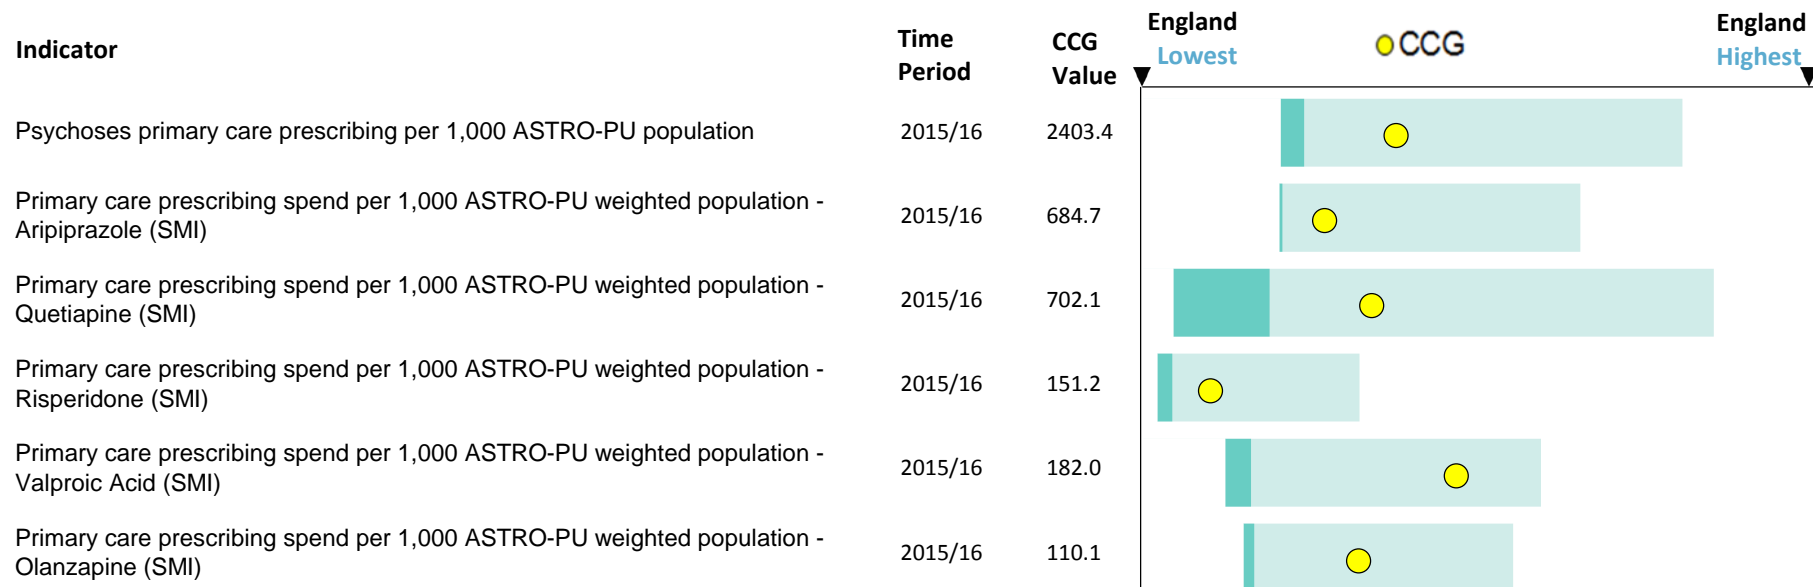 Indicator
Time
Period
CCG
Value
England
Lowest
CCG
England
Highest
Psychoses primary care prescribing per 1,000 ASTRO-PU population
2015/16
2403.4
Primary care prescribing spend per 1,000 ASTRO-PU weighted population -
Aripiprazole (SMI)
2015/16
684.7
Primary care prescribing spend per 1,000 ASTRO-PU weighted population -
Quetiapine (SMI)
2015/16
702.1
Primary care prescribing spend per 1,000 ASTRO-PU weighted population -
Risperidone (SMI)
2015/16
151.2
Primary care prescribing spend per 1,000 ASTRO-PU weighted population -
Valproic Acid (SMI)
2015/16
182.0
Primary care prescribing spend per 1,000 ASTRO-PU weighted population -
Olanzapine (SMI)
2015/16
110.1